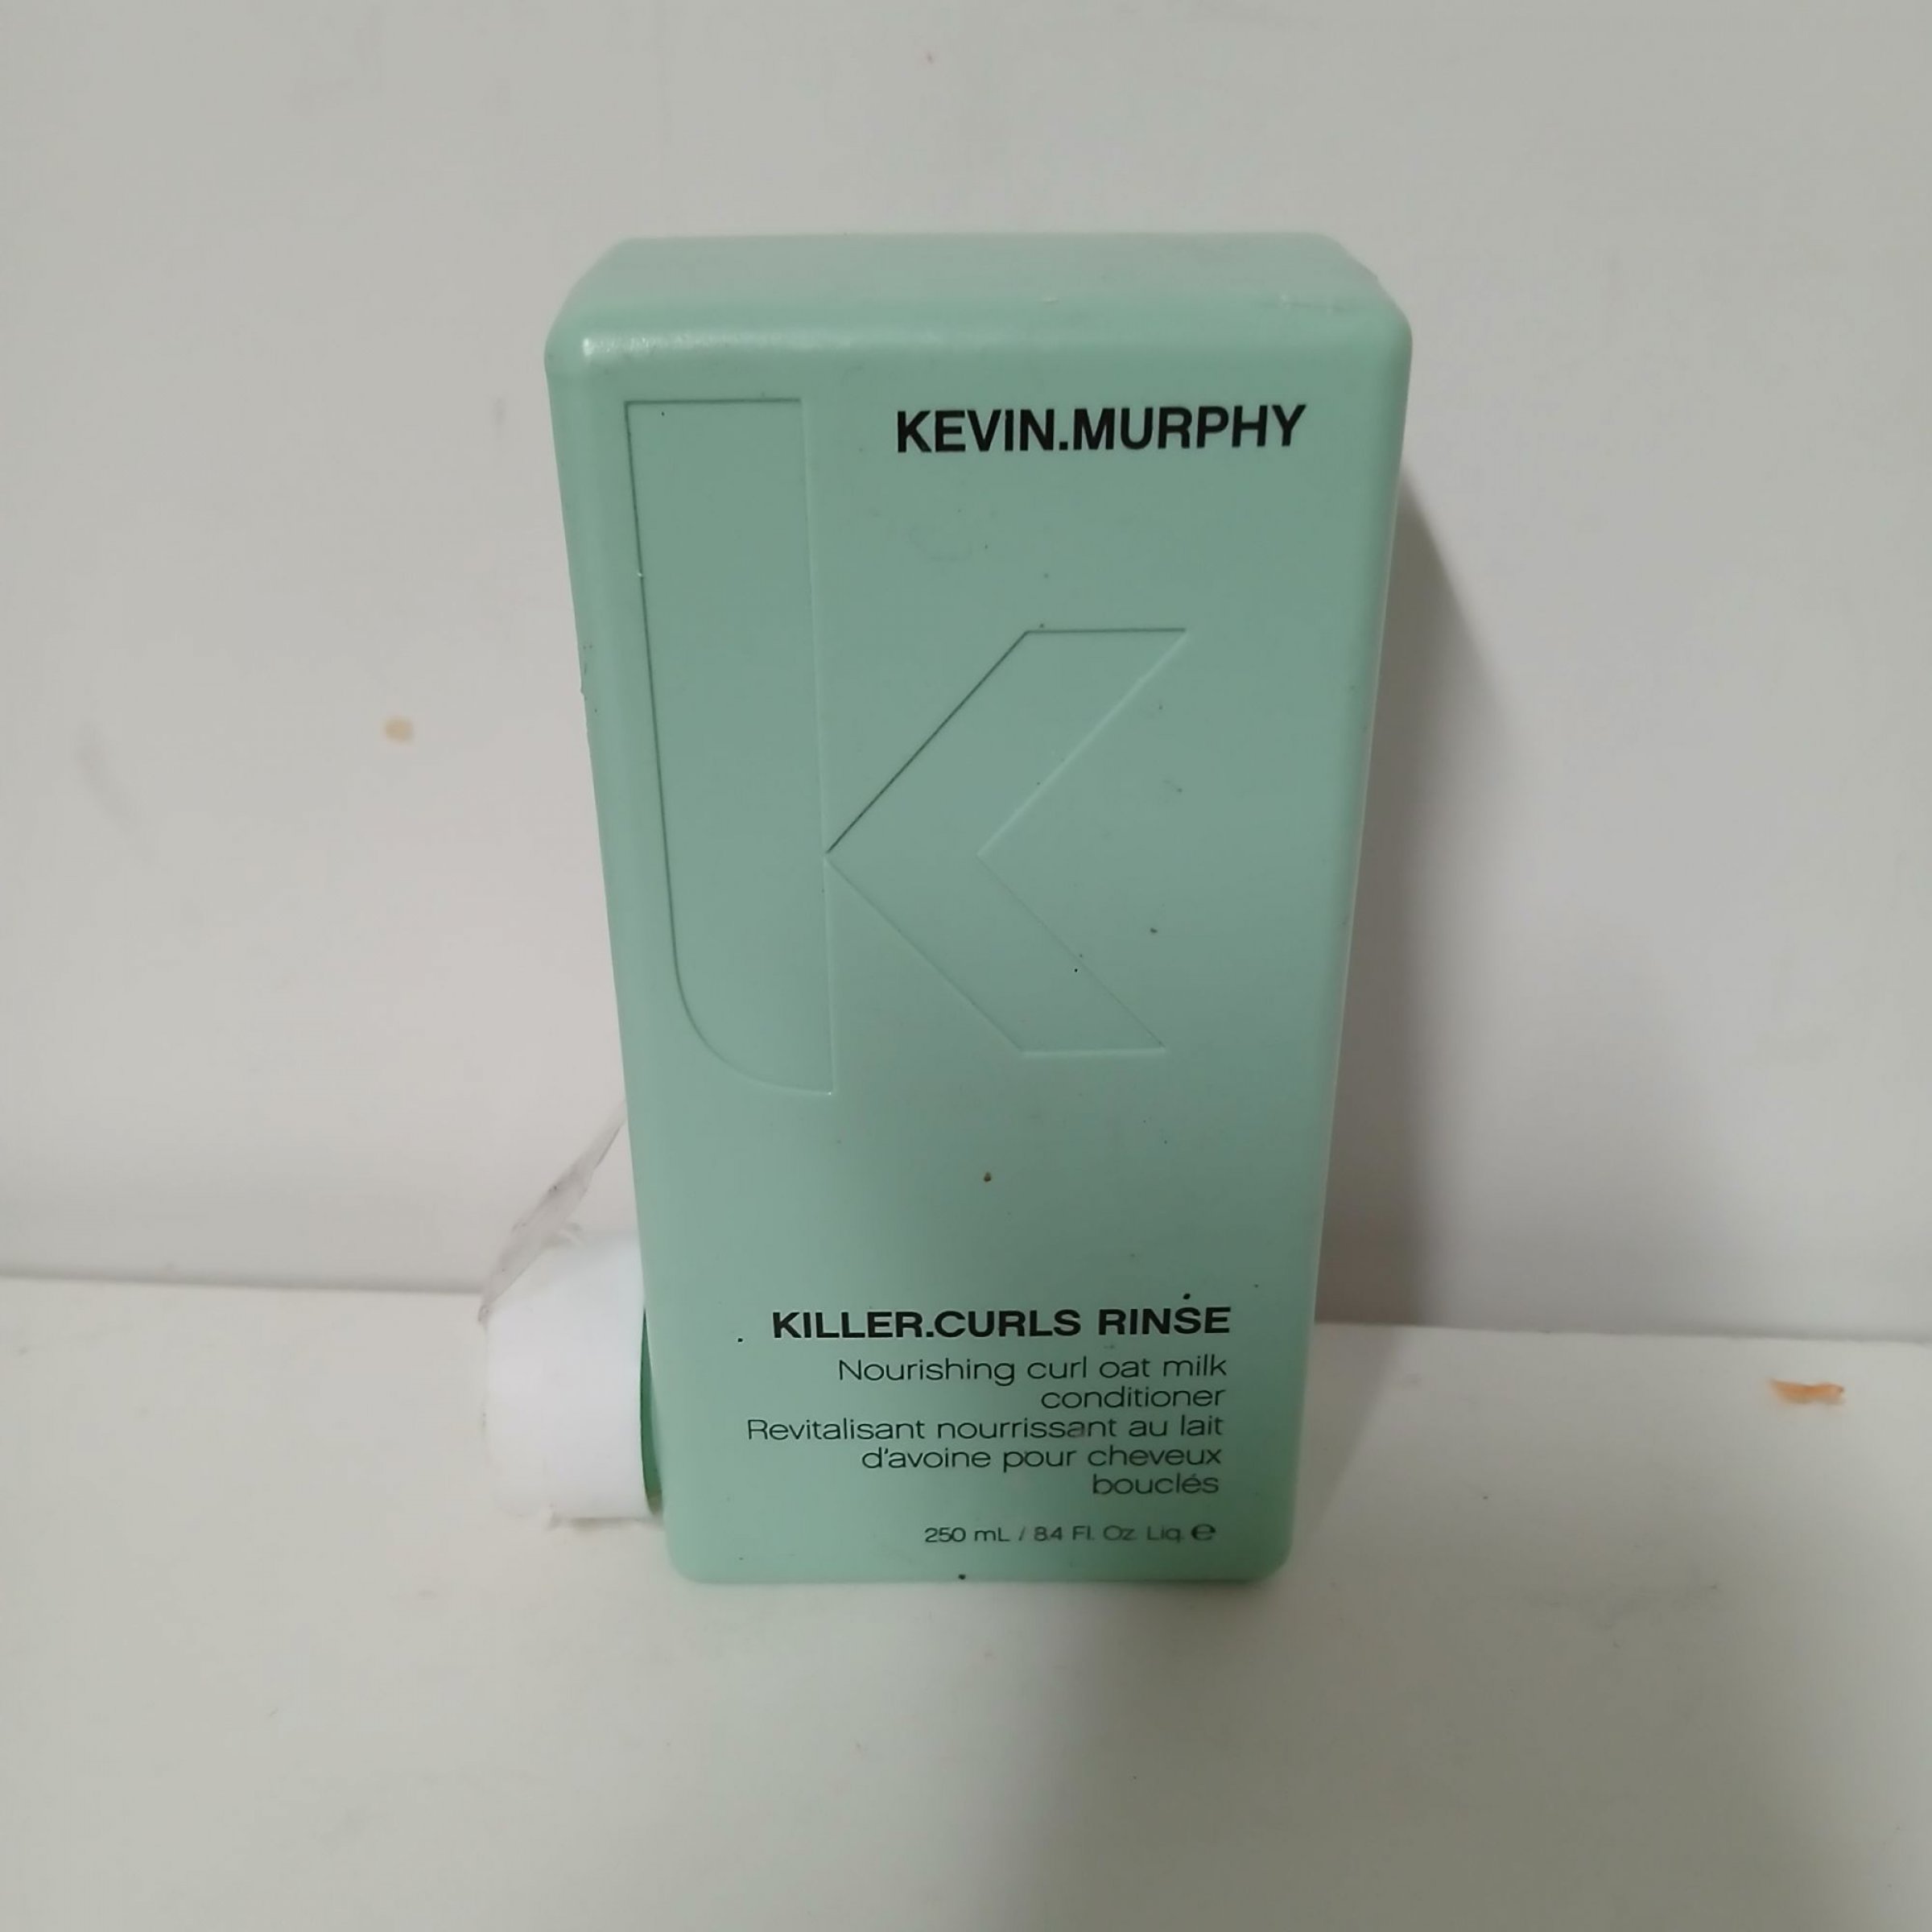 KEVIN.MURPHY
K
KILLER.CURLS RINSE
Nourishing curl oat milk
conditioner
Revitalisant nourrissant au lait
d'avoine pour cheveux
bouclés
250 mL / 8.4 Fl. Oz. Liq. ℮